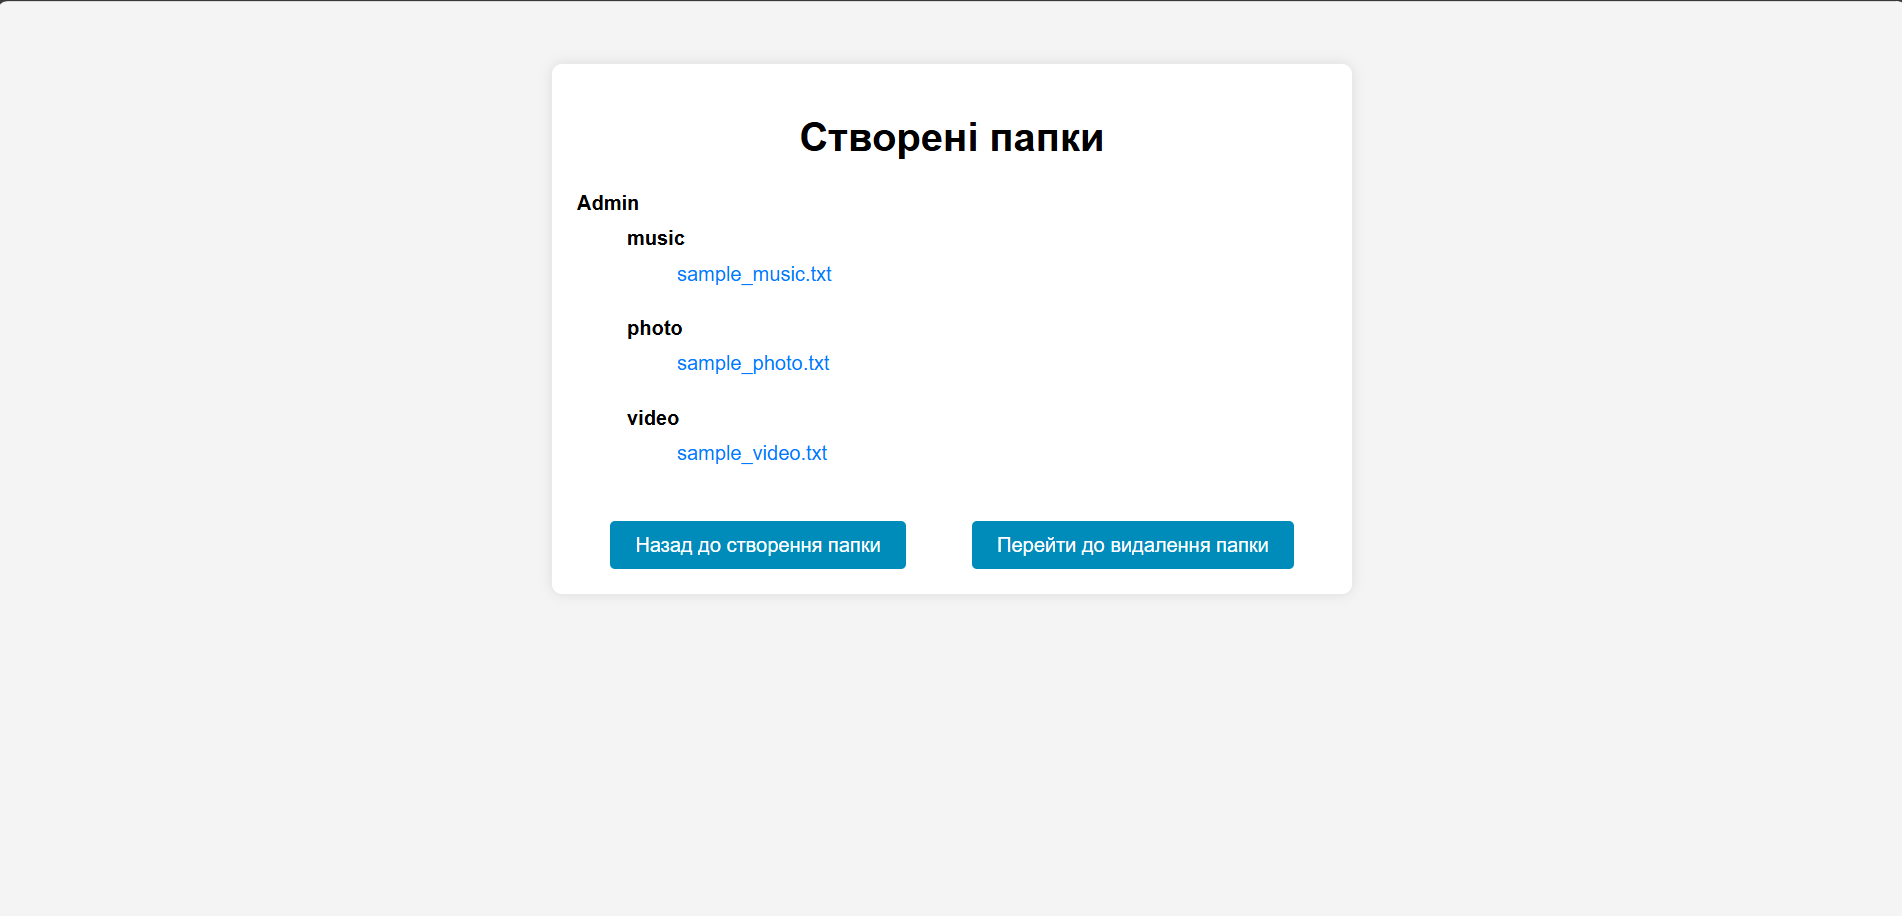 Створені папки
Admin
music
sample_music.txt
photo
sample_photo.txt
video
sample_video.txt
Назад до створення папки
Перейти до видалення папки